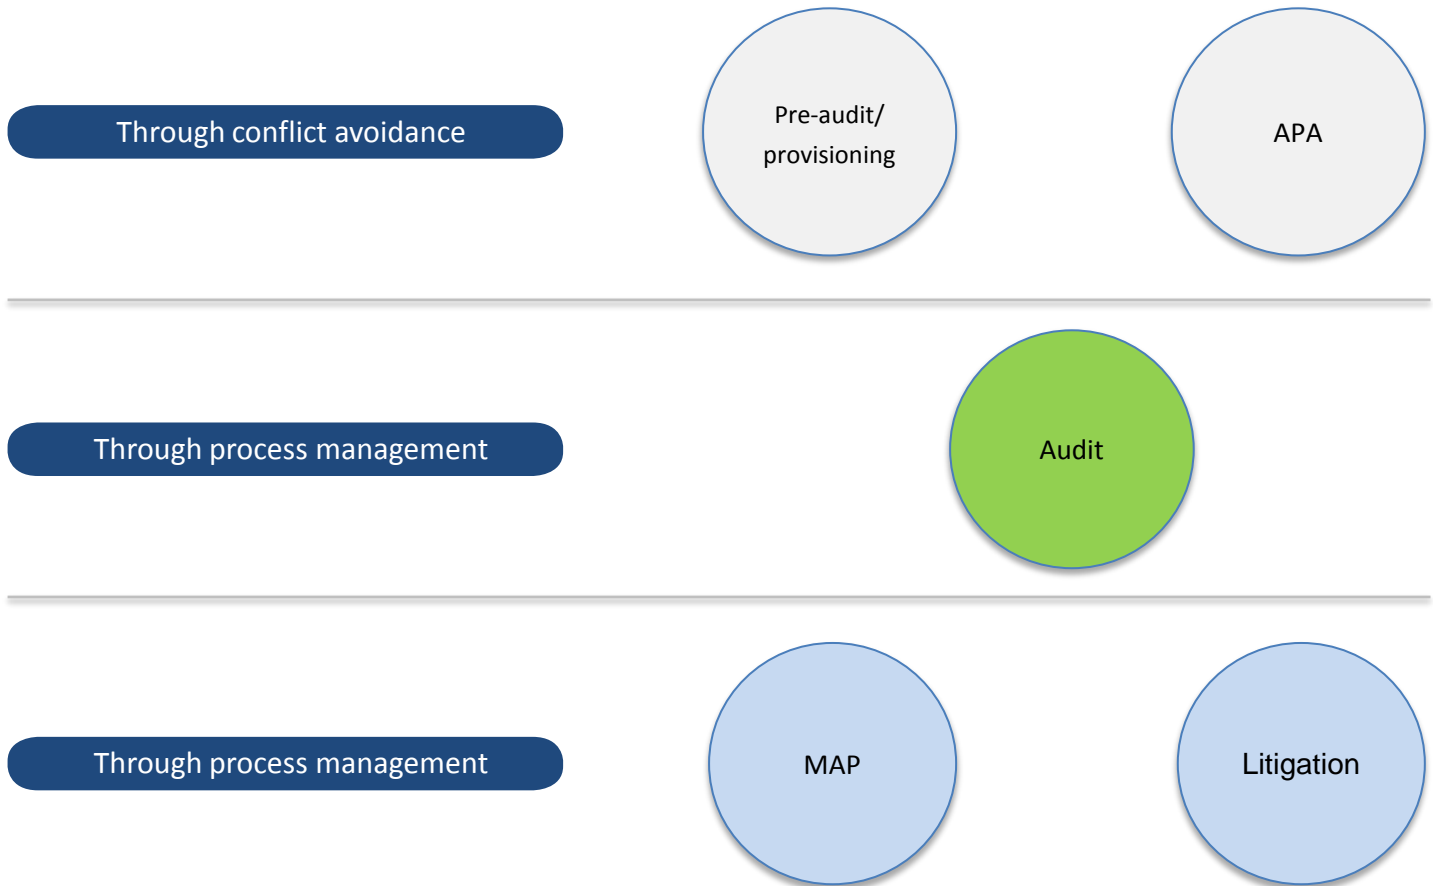 Through conflict avoidance
Pre-audit/
provisioning
APA
Through process management
Audit
Through process management
MAP
Litigation